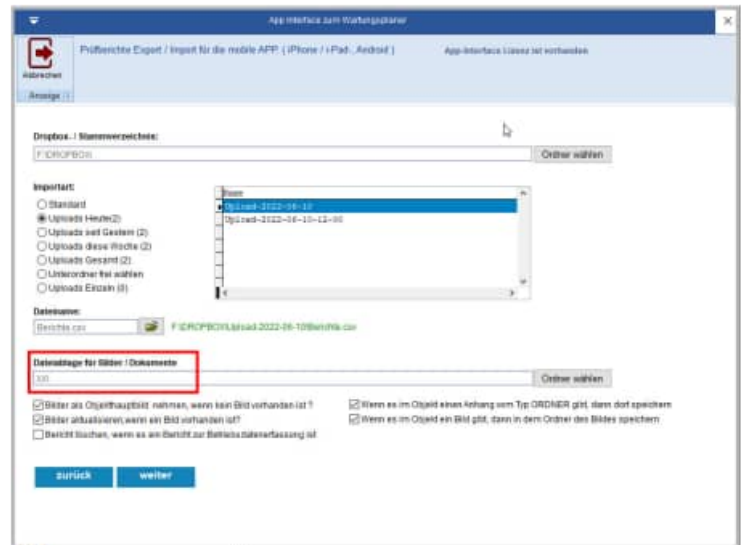 App Interface zum Wartungsplaner
Prüfberichte Export / Import für die mobile APP ( iPhone / i-Pad-, Android )
App-Interface Lizenz ist vorhanden
Abbrechen
Anzeige
Dropbox- / Stammverzeichnis:
F:\DROPBOX\
Ordner wählen
Importart:
Standard
Uploads Heute(2)
Uploads seit Gestern (2)
Uploads diese Woche (2)
Uploads Gesamt (2)
Unterordner frei wählen
Uploads Einzeln (0)
Name
Upload-2022-06-10
Upload-2022-06-10-12-00
Dateiname:
Berichte.csv
F:\DROPBOX\Upload-2022-06-10\Berichte.csv
Dateiablage für Bilder / Dokumente
Ordner wählen
Bilder als Objekthauptbild nehmen, wenn kein Bild vorhanden ist ?
Wenn es im Objekt einen Anhang vom Typ ORDNER gibt, dann dort speichern
Bilder aktualisieren,wenn ein Bild vorhanden ist?
Wenn es im Objekt ein Bild gibt, dann in dem Ordner des Bildes speichern
Bericht löschen, wenn es ein Bericht zur Betriebsdatenerfassung ist
zurück
weiter